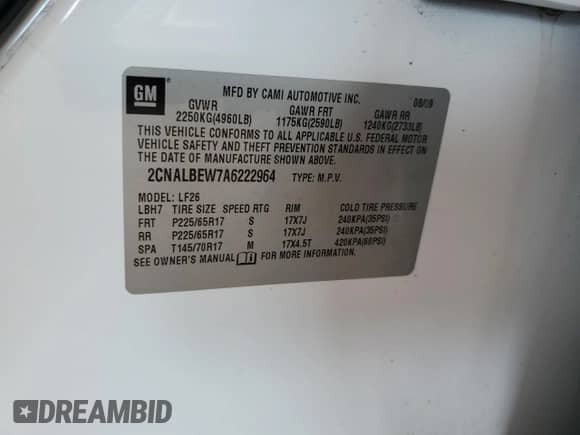 GM
MFD BY CAMI AUTOMOTIVE INC. 08/09
GVWR GAWR FRT GAWR RR
2250KG(4960LB) 1175KG(2590LB) 1240KG(2733LB)
THIS VEHICLE CONFORMS TO ALL APPLICABLE U.S. FEDERAL MOTOR
VEHICLE SAFETY AND THEFT PREVENTION STANDARDS IN EFFECT ON
THE DATE OF MANUFACTURE SHOWN ABOVE.
2CNALBEW7A6222964 TYPE: M.P.V.
MODEL: LF26
LBH7 TIRE SIZE SPEED RTG RIM COLD TIRE PRESSURE
FRT P225/65R17 S 17X7J 240KPA(35PSI)
RR P225/65R17 S 17X7J 240KPA(35PSI)
SPA T145/70R17 M 17X4.5T 420KPA(60PSI)
SEE OWNER'S MANUAL FOR MORE INFORMATION.
DREAMBID